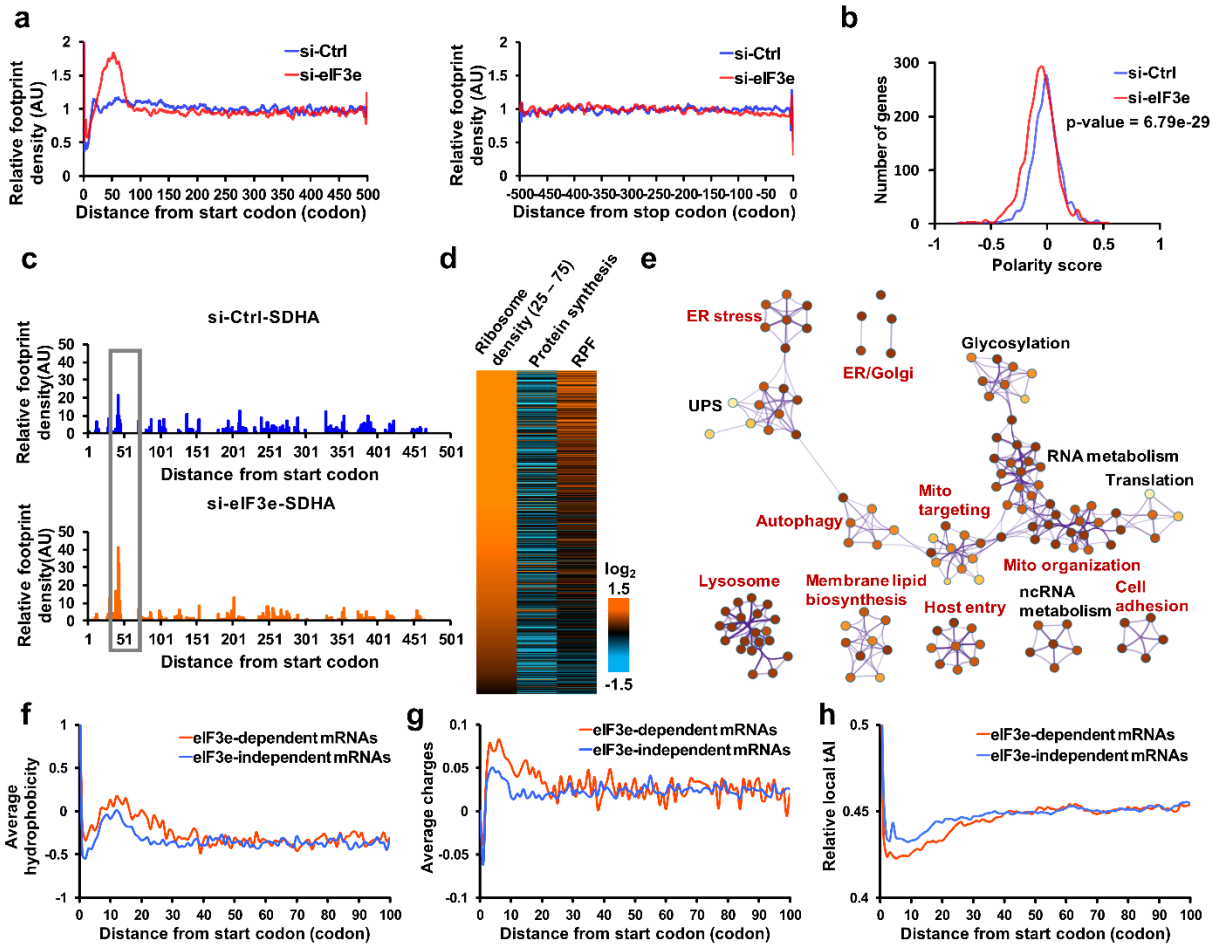 a
Relative footprint
density (AU)
2
1.5
1
0.5
0
si-Ctrl
si-eIF3e
0 50 100 150 200 250 300 350 400 450 500
Distance from start codon (codon)
Relative footprint
density (AU)
2
1.5
1
0.5
0
si-Ctrl
si-eIF3e
-500 -450 -400 -350 -300 -250 -200 -150 -100 -50 0
Distance from stop codon (codon)
b
Number of genes
300
200
100
0
si-Ctrl
si-eIF3e
p-value = 6.79e-29
-1 -0.5 0 0.5 1
Polarity score
c
si-Ctrl-SDHA
Relative footprint
density(AU)
50
40
30
20
10
0
1 51 101 151 201 251 301 351 401 451 501
Distance from start codon
si-eIF3e-SDHA
Relative footprint
density(AU)
50
40
30
20
10
0
1 51 101 151 201 251 301 351 401 451 501
Distance from start codon
d
Ribosome
density (25 – 75)
Protein synthesis
RPF
log2
1.5
-1.5
e
ER stress
ER/Golgi
Glycosylation
UPS
RNA metabolism
Translation
Autophagy
Mito
targeting
Mito organization
Lysosome
Membrane lipid
biosynthesis
Host entry
ncRNA
metabolism
Cell
adhesion
f
Average
hydrophobicity
1
0.5
0
-0.5
-1
eIF3e-dependent mRNAs
eIF3e-independent mRNAs
0 10 20 30 40 50 60 70 80 90 100
Distance from start codon (codon)
g
Average charges
0.1
0.05
0
-0.05
-0.1
eIF3e-dependent mRNAs
eIF3e-independent mRNAs
0 10 20 30 40 50 60 70 80 90 100
Distance from start codon (codon)
h
Relative local tAI
0.5
0.45
0.4
eIF3e-dependent mRNAs
eIF3e-independent mRNAs
0 10 20 30 40 50 60 70 80 90 100
Distance from start codon (codon)